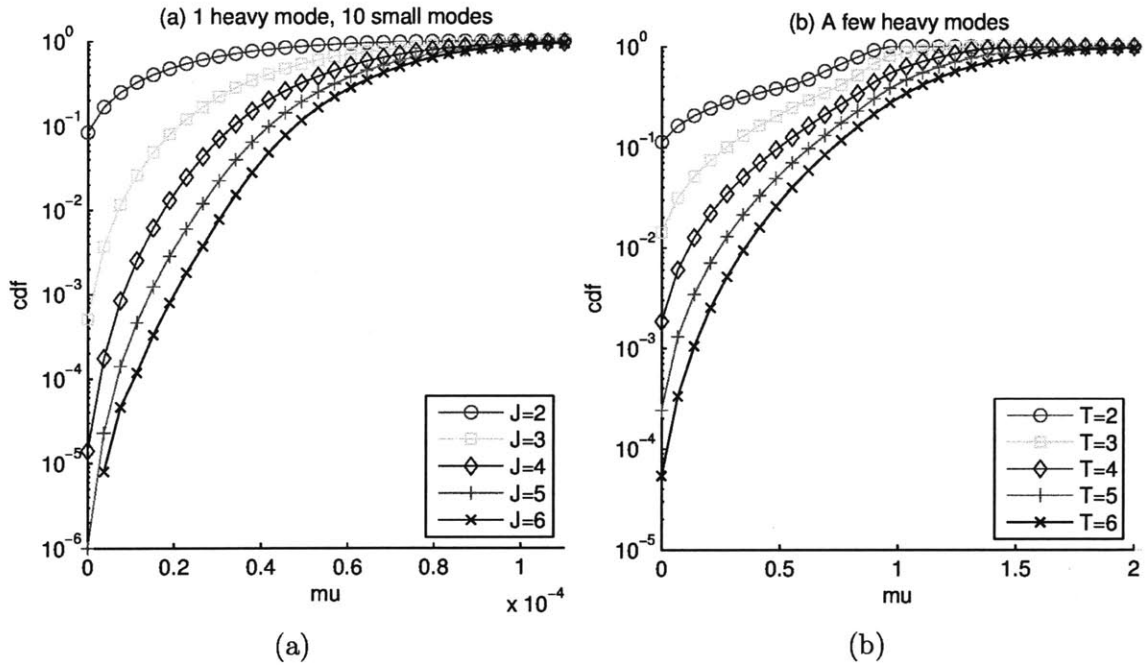 (a) 1 heavy mode, 10 small modes
10^0
10^-1
10^-2
10^-3
10^-4
10^-5
10^-6
cdf
0
0.2
0.4
0.6
0.8
1
mu
x 10^-4
J=2
J=3
J=4
J=5
J=6
(a)
(b) A few heavy modes
10^0
10^-1
10^-2
10^-3
10^-4
10^-5
cdf
0
0.5
1
1.5
2
mu
T=2
T=3
T=4
T=5
T=6
(b)